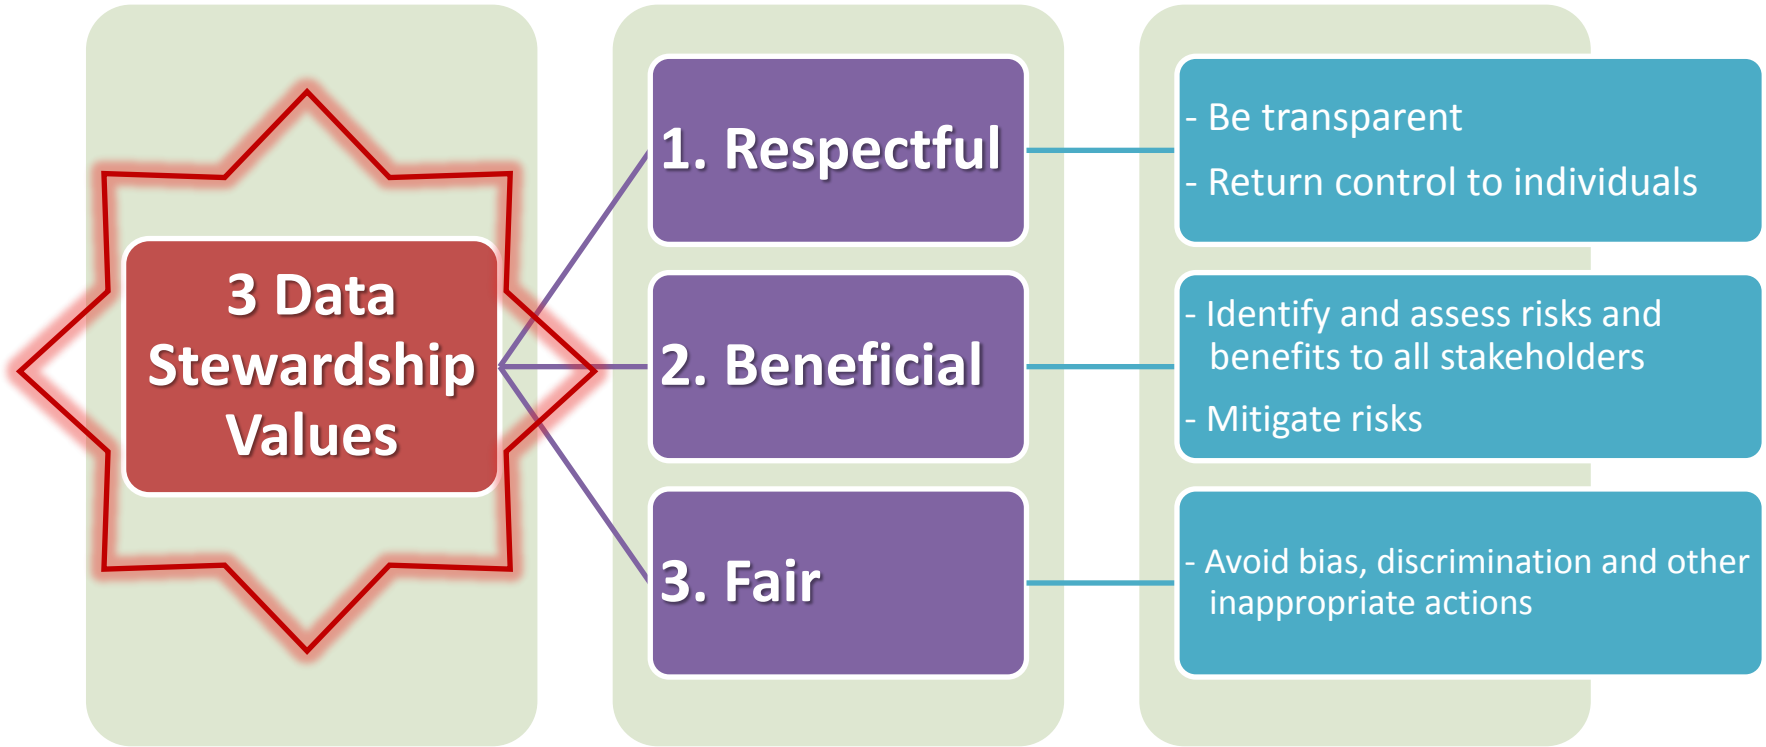 3 Data
Stewardship
Values
1. Respectful
- Be transparent
- Return control to individuals
2. Beneficial
- Identify and assess risks and
benefits to all stakeholders
- Mitigate risks
3. Fair
- Avoid bias, discrimination and other
inappropriate actions